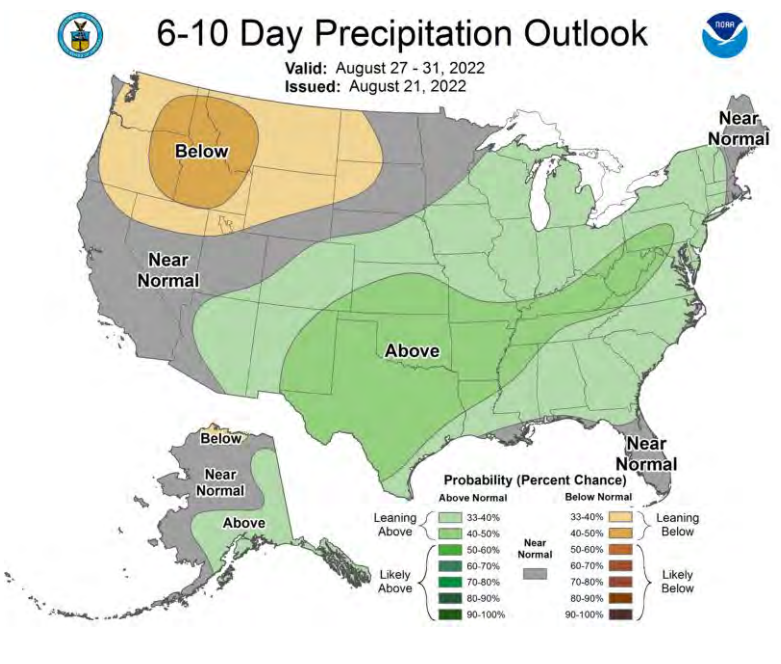 6-10 Day Precipitation Outlook
NOAA
Valid: August 27 - 31, 2022
Issued: August 21, 2022
Near
Normal
Below
Near
Normal
Above
Below
Near
Normal
Above
Near
Normal
Probability (Percent Chance)
Above Normal
Below Normal
Leaning
Above
33-40%
40-50%
50-60%
60-70%
70-80%
80-90%
90-100%
Likely
Above
Near
Normal
33-40%
40-50%
50-60%
60-70%
70-80%
80-90%
90-100%
Leaning
Below
Likely
Below